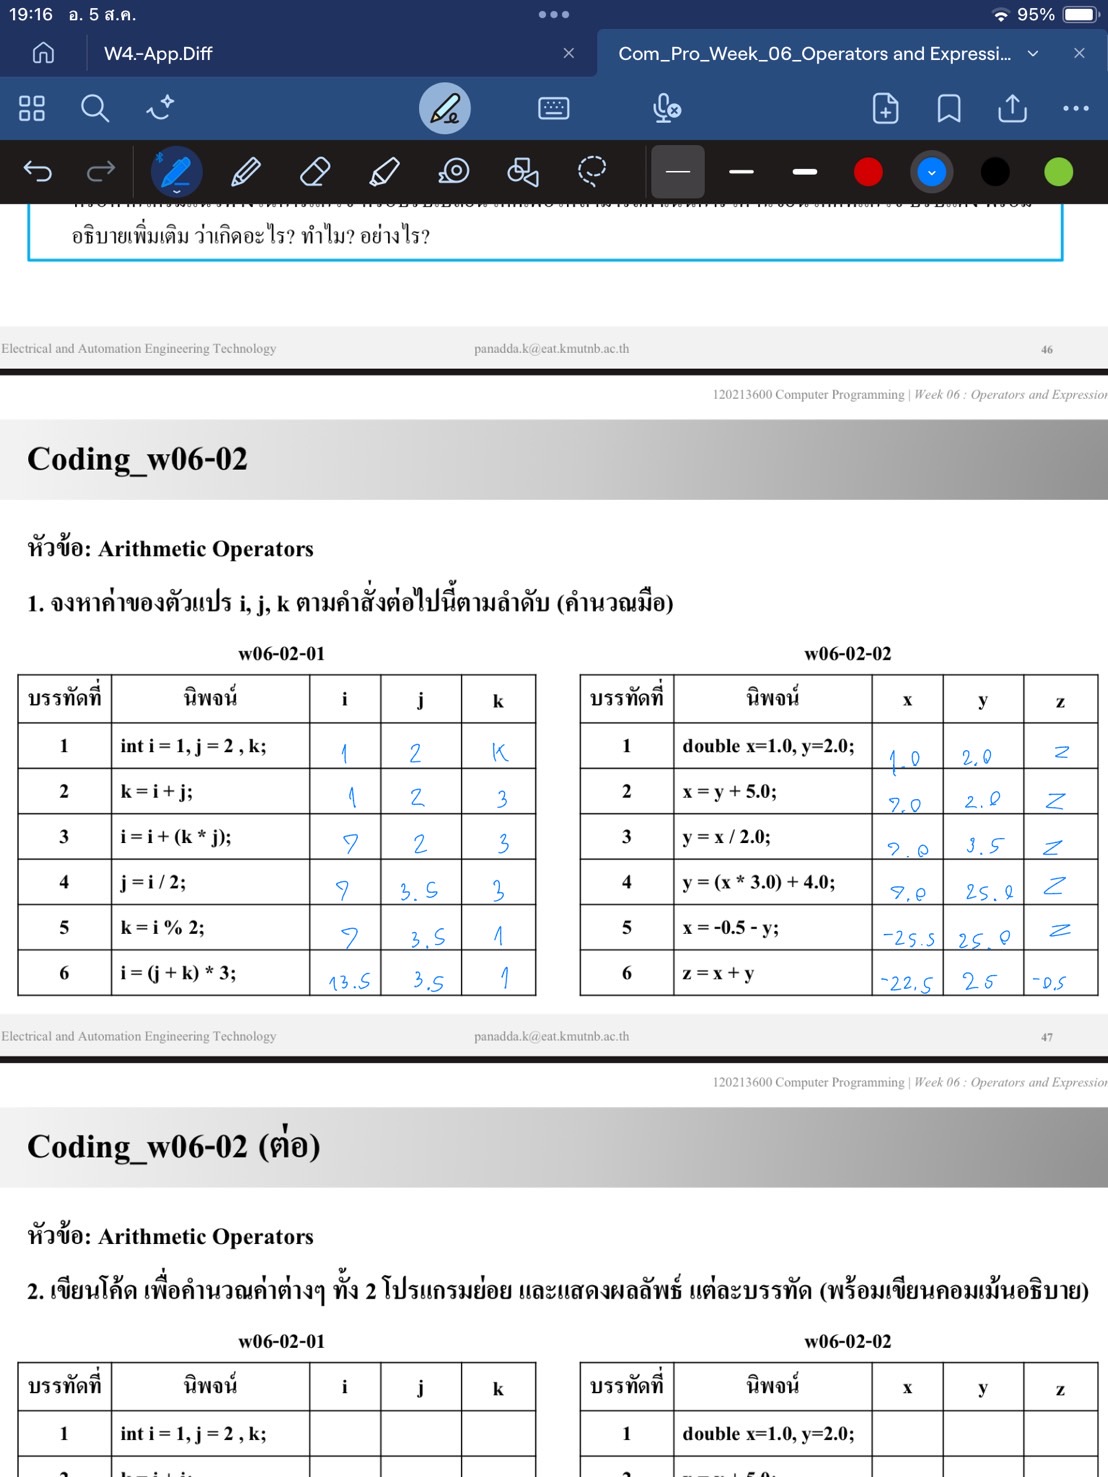 19:16 อ. 5 ส.ค.
95%
W4.-App.Diff
Com_Pro_Week_06_Operators and Expressi...
อธิบายเพิ่มเติม ว่าเกิดอะไร? ทำไม? อย่างไร?
Electrical and Automation Engineering Technology panadda.k@eat.kmutnb.ac.th 46
120213600 Computer Programming | Week 06 : Operators and Expression
Coding_w06-02
หัวข้อ: Arithmetic Operators
1. จงหาค่าของตัวแปร i, j, k ตามคำสั่งต่อไปนี้ตามลำดับ (คำนวณมือ)
w06-02-01
บรรทัดที่ นิพจน์ i j k
1 int i = 1, j = 2 , k; 1 2 K
2 k = i + j; 1 2 3
3 i = i + (k * j); 7 2 3
4 j = i / 2; 7 3.5 3
5 k = i % 2; 7 3.5 1
6 i = (j + k) * 3; 13.5 3.5 1
w06-02-02
บรรทัดที่ นิพจน์ x y z
1 double x=1.0, y=2.0; 1.0 2.0 z
2 x = y + 5.0; 7.0 2.0 z
3 y = x / 2.0; 7.0 3.5 z
4 y = (x * 3.0) + 4.0; 7.0 25.0 z
5 x = -0.5 - y; -25.5 25.0 z
6 z = x + y -22.5 25 -0.5
Electrical and Automation Engineering Technology panadda.k@eat.kmutnb.ac.th 47
120213600 Computer Programming | Week 06 : Operators and Expression
Coding_w06-02 (ต่อ)
หัวข้อ: Arithmetic Operators
2. เขียนโค้ด เพื่อคำนวณค่าต่างๆ ทั้ง 2 โปรแกรมย่อย และแสดงผลลัพธ์ แต่ละบรรทัด (พร้อมเขียนคอมเม้นอธิบาย)
w06-02-01
บรรทัดที่ นิพจน์ i j k
1 int i = 1, j = 2 , k;
w06-02-02
บรรทัดที่ นิพจน์ x y z
1 double x=1.0, y=2.0;